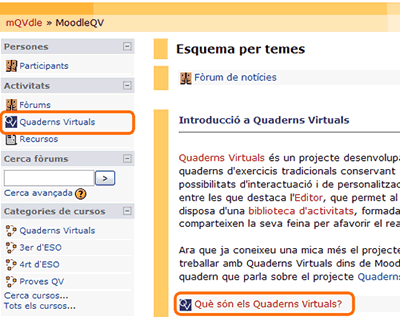 mQVdle » MoodleQV
Persones
Participants
Activitats
Fòrums
Quaderns Virtuals
Recursos
Cerca fòrums
>
Cerca avançada ?
Categories de cursos
Quaderns Virtuals
3er d'ESO
4rt d'ESO
Proves QV
Cerca cursos...
Tots els cursos...
Esquema per temes
Fòrum de notícies
Introducció a Quaderns Virtuals
Quaderns Virtuals és un projecte desenvolupa
quaderns d'exercicis tradicionals conservant
possibilitats d'interactuació i de personalitza
entre les que destaca l'Editor, que permet al
disposa d'una biblioteca d'activitats, formada
comparteixen la seva feina per afavorir el rea
Ara que ja coneixeu una mica més el projecte
treballar amb Quaderns Virtuals dins de Mood
quadern que parla sobre el projecte Quaderns
Què són els Quaderns Virtuals?